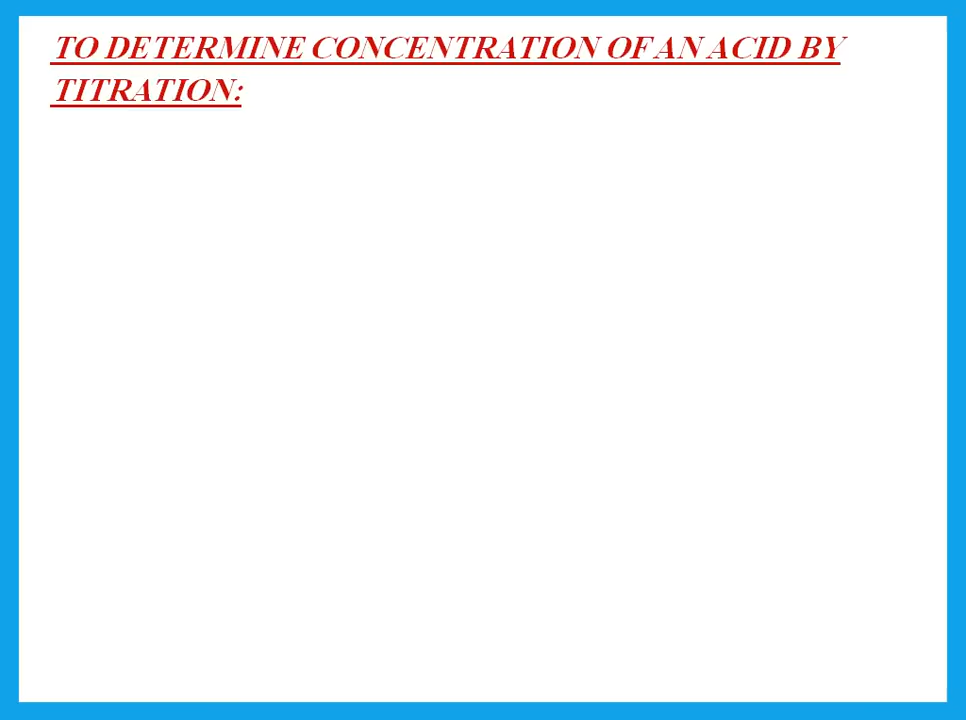 TO DETERMINE CONCENTRATION OF AN ACID BY
TITRATION: